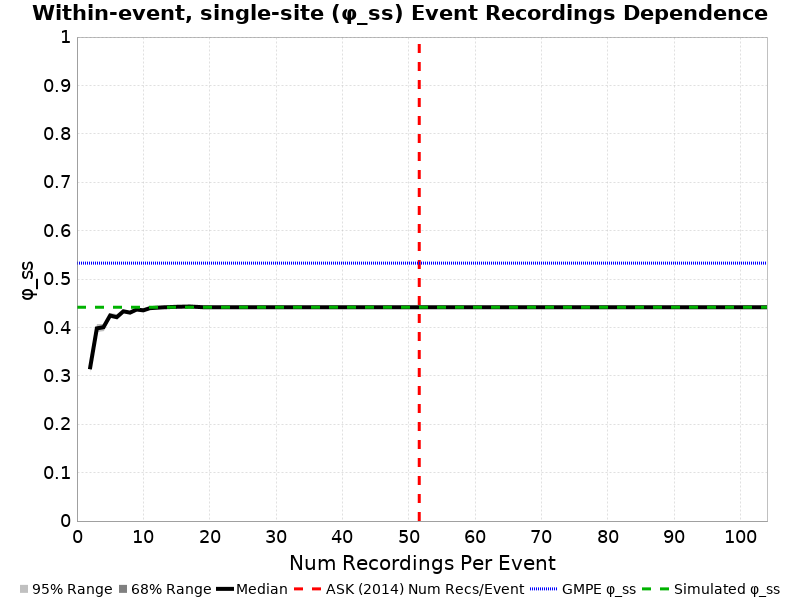 Within-event, single-site (φ_ss) Event Recordings Dependence
1
0.9
0.8
0.7
0.6
0.5
0.4
0.3
0.2
0.1
0
φ_ss
0 10 20 30 40 50 60 70 80 90 100
Num Recordings Per Event
95% Range 68% Range Median ASK (2014) Num Recs/Event GMPE φ_ss Simulated φ_ss